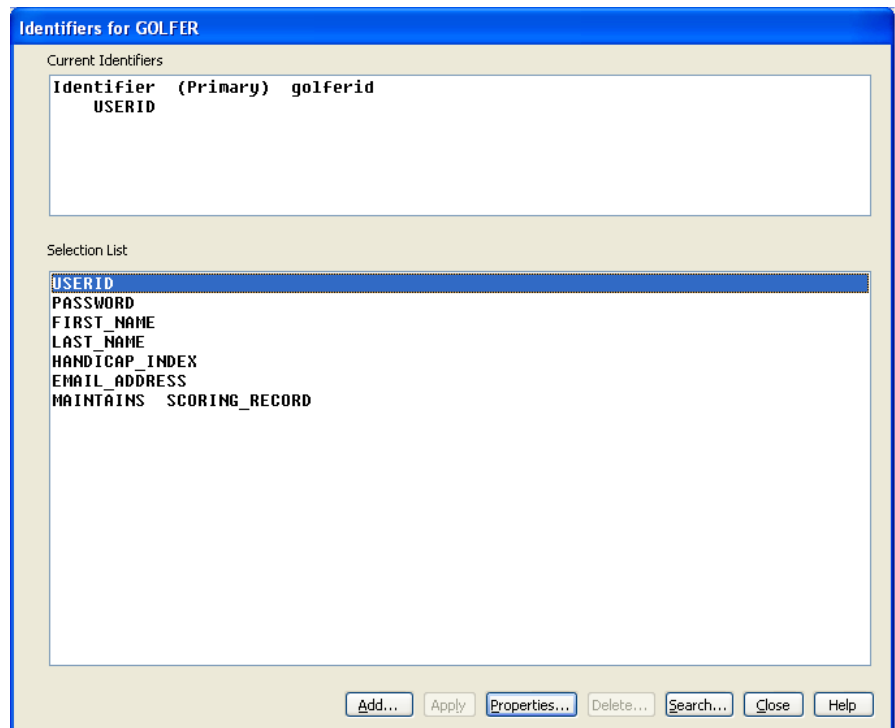 Identifiers for GOLFER
Current Identifiers
Identifier (Primary) golferid
USERID
Selection List
USERID
PASSWORD
FIRST_NAME
LAST_NAME
HANDICAP_INDEX
EMAIL_ADDRESS
MAINTAINS SCORING_RECORD
Add... Apply Properties... Delete... Search... Close Help